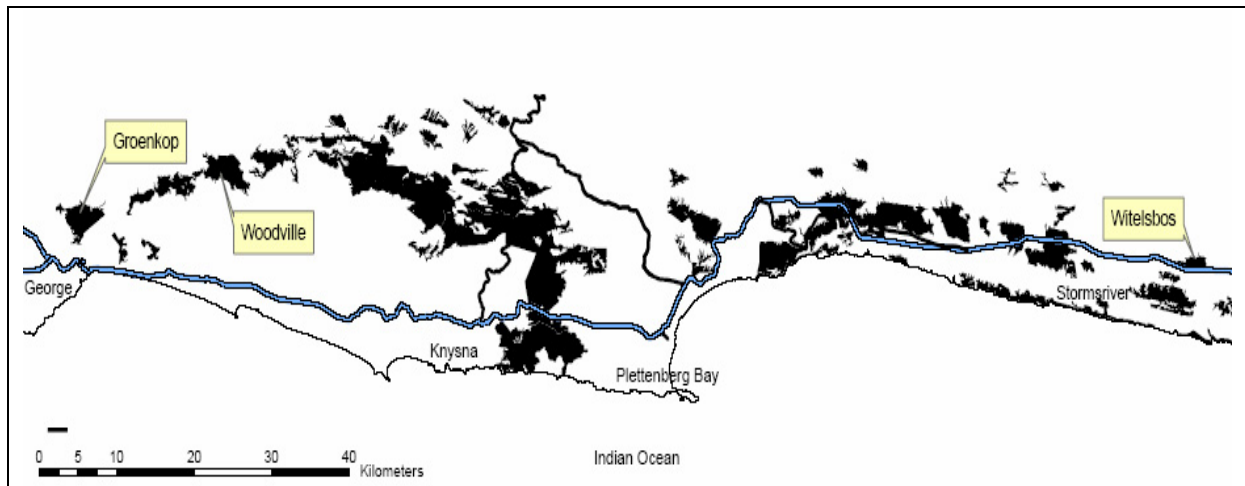 Groenkop
Woodville
Witelsbos
George
Stormsriver
Knysna
Plettenberg Bay
Indian Ocean
0 5 10 20 30 40
Kilometers